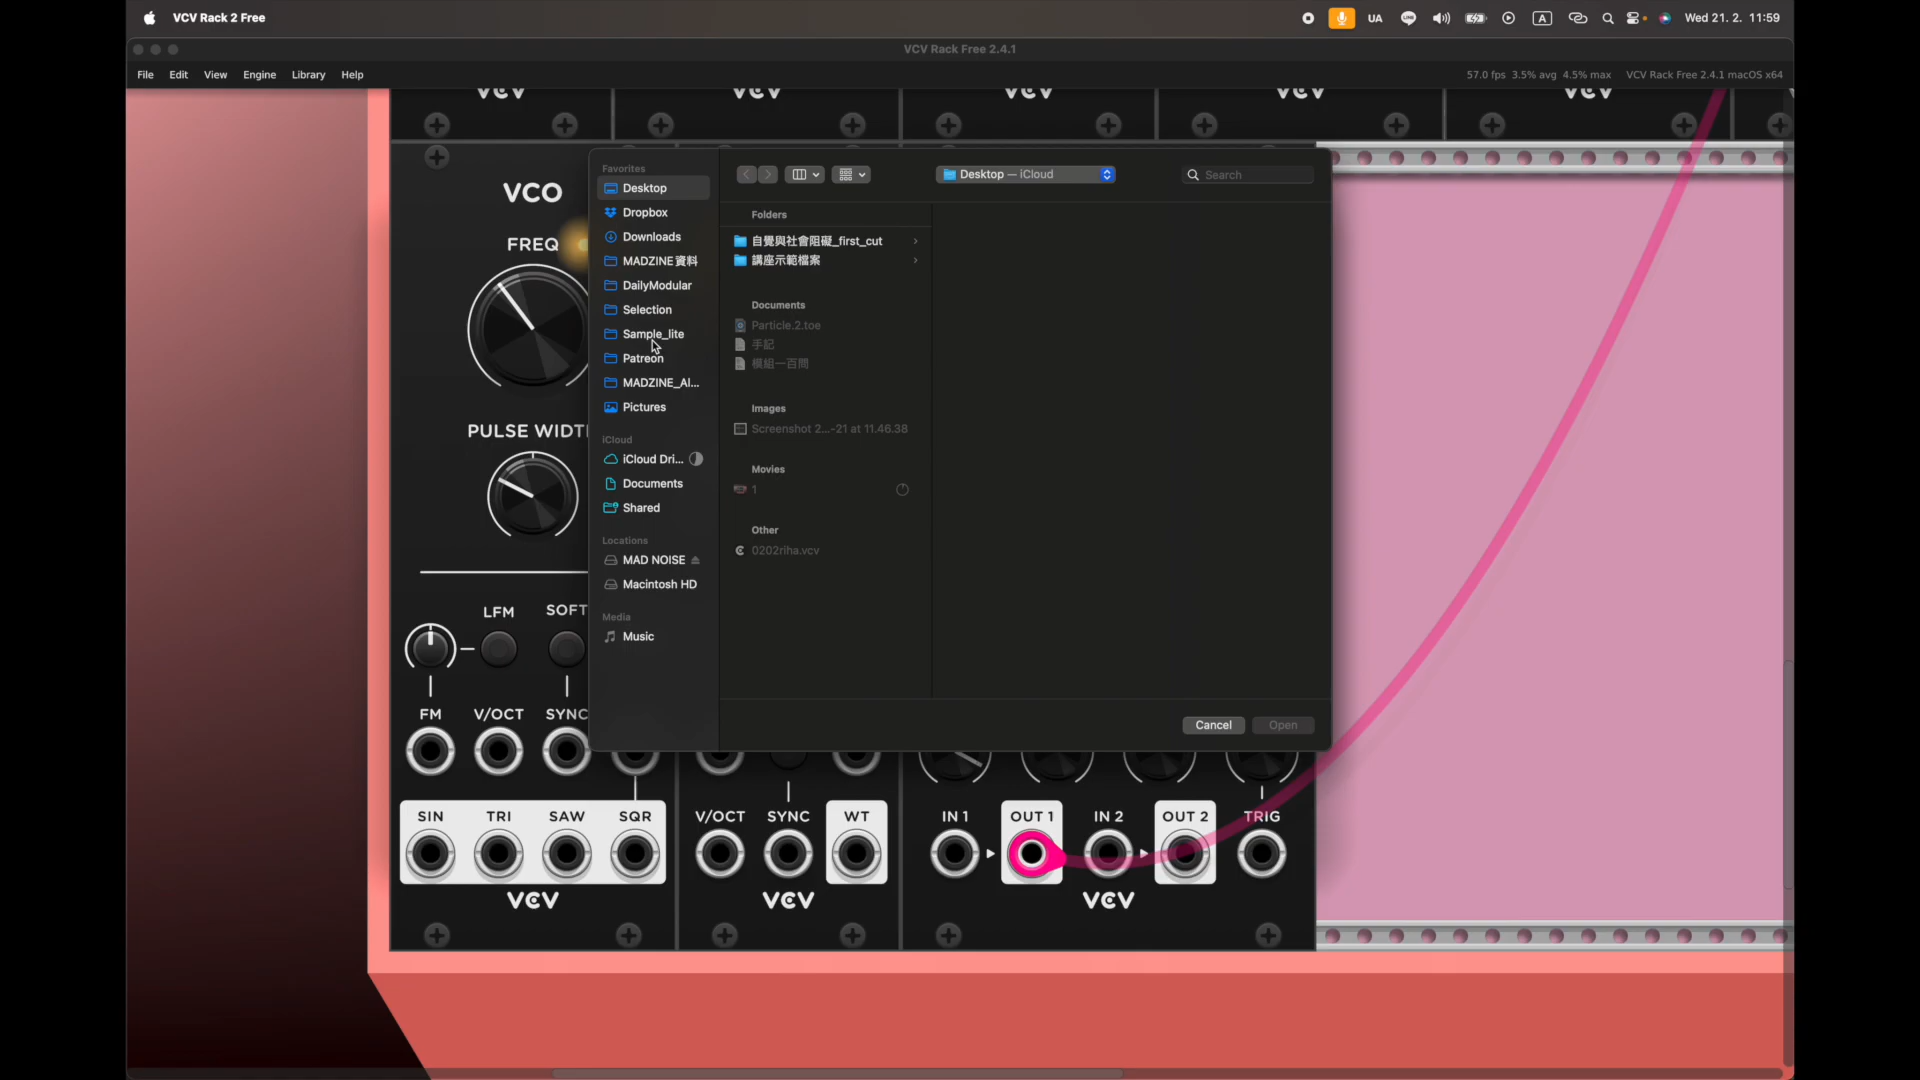 VCV Rack 2 Free
UA
A
Wed 21. 2. 11:59
VCV Rack Free 2.4.1
File Edit View Engine Library Help
57.0 fps 3.5% avg 4.5% max VCV Rack Free 2.4.1 macOS x64
VCV VCV VCV VCV VCV
VCO
FREQ
PULSE WIDT
LFM SOFT
FM V/OCT SYNC
SIN TRI SAW SQR
VCV
V/OCT SYNC WT
VCV
IN 1 OUT 1 IN 2 OUT 2 TRIG
VCV
Favorites
Desktop
Dropbox
Downloads
MADZINE資料
DailyModular
Selection
Sample_lite
Patreon
MADZINE_AI...
Pictures
iCloud
iCloud Dri...
Documents
Shared
Locations
MAD NOISE
Macintosh HD
Media
Music
Desktop — iCloud
Search
Folders
自覺與社會阻礙_first_cut
講座示範檔案
Documents
Particle.2.toe
手記
模組一百問
Images
Screenshot 2...-21 at 11.46.38
Movies
1
Other
0202riha.vcv
Cancel Open